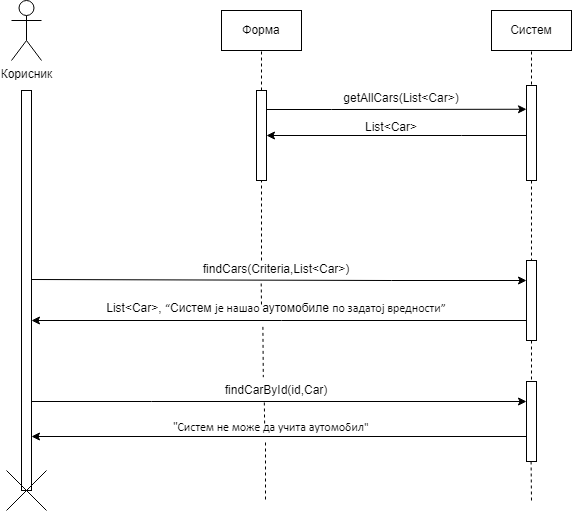 Форма
Систем
Корисник
getAllCars(List<Car>)
List<Car>
findCars(Criteria,List<Car>)
List<Car>, “Систем је нашао аутомобиле по задатој вредности”
findCarById(id,Car)
"Систем не може да учита аутомобил"